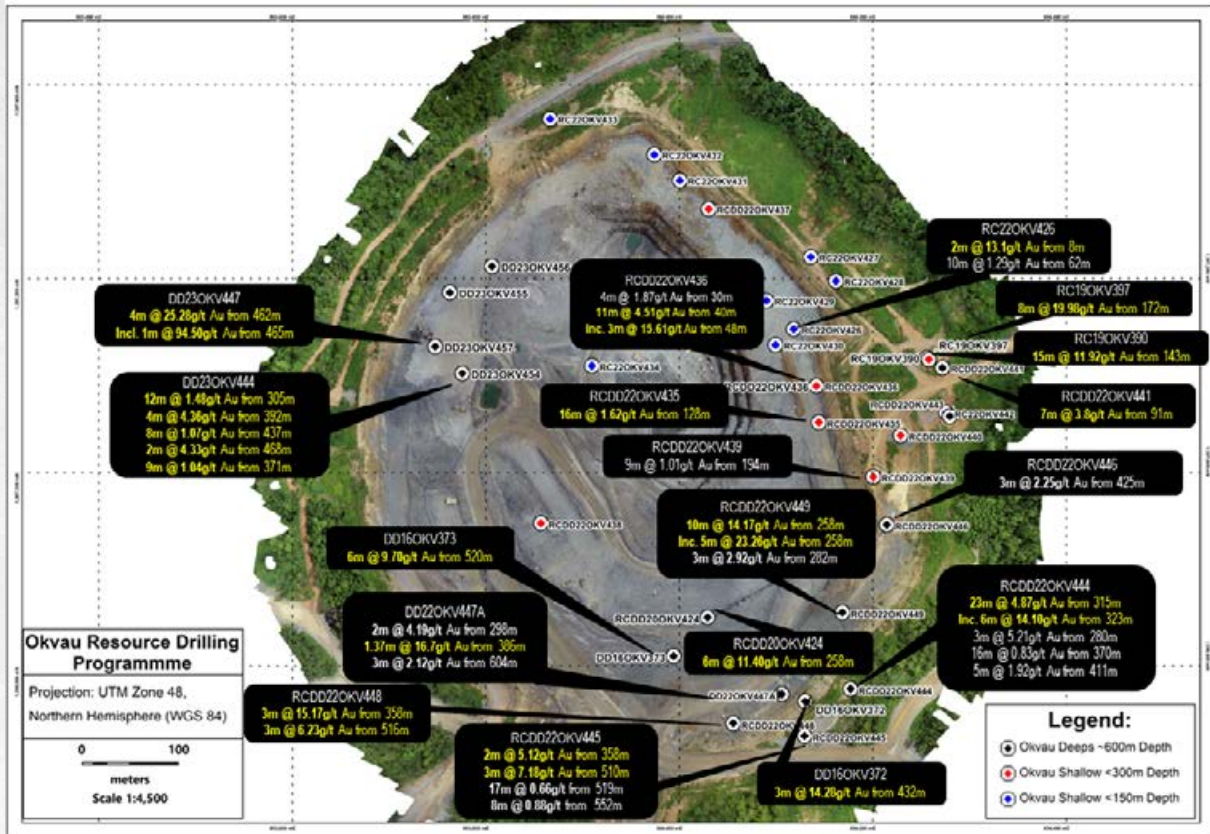 RC22OKV433
RC22OKV432
RC22OKV431
RCDD22OKV437
RC22OKV427
RC22OKV428
RC22OKV429
RC22OKV426
RC22OKV430
RC22OKV434
DD23OKV456
DD23OKV455
DD23OKV457
DD23OKV454
RC22OKV426
2m @ 13.1g/t Au from 8m
10m @ 1.29g/t Au from 62m
RCDD22OKV436
4m @ 1.87g/t Au from 30m
11m @ 4.51g/t Au from 40m
Inc. 3m @ 15.61g/t Au from 48m
DD23OKV447
4m @ 25.28g/t Au from 462m
Incl. 1m @ 94.50g/t Au from 465m
RC19OKV397
8m @ 19.98g/t Au from 172m
RC19OKV397
RC19OKV390
RC19OKV390
15m @ 11.92g/t Au from 143m
RCDD22OKV441
DD23OKV444
12m @ 1.48g/t Au from 305m
4m @ 4.36g/t Au from 392m
8m @ 1.07g/t Au from 437m
2m @ 4.33g/t Au from 468m
9m @ 1.04g/t Au from 371m
RCDD22OKV435
16m @ 1.62g/t Au from 128m
RCDD22OKV436
RCDD22OKV436
RCDD22OKV441
7m @ 3.8g/t Au from 91m
RCDD22OKV443
RC22OKV442
RCDD22OKV435
RCDD22OKV440
RCDD22OKV439
9m @ 1.01g/t Au from 194m
RCDD22OKV439
RCDD22OKV446
3m @ 2.25g/t Au from 425m
RCDD22OKV446
RCDD22OKV438
RCDD22OKV449
10m @ 14.17g/t Au from 258m
Inc. 5m @ 23.26g/t Au from 258m
3m @ 2.92g/t Au from 282m
DD16OKV373
6m @ 9.70g/t Au from 520m
RCDD22OKV449
RCDD20OKV424
RCDD22OKV444
23m @ 4.87g/t Au from 315m
Inc. 6m @ 14.10g/t Au from 323m
3m @ 5.21g/t Au from 280m
16m @ 0.83g/t Au from 370m
5m @ 1.92g/t Au from 411m
DD22OKV447A
2m @ 4.19g/t Au from 298m
1.37m @ 16.7g/t Au from 386m
3m @ 2.12g/t Au from 604m
RCDD20OKV424
6m @ 11.40g/t Au from 258m
DD16OKV373
DD22OKV447A
RCDD22OKV444
DD16OKV372
RCDD22OKV448
3m @ 15.17g/t Au from 358m
3m @ 6.23g/t Au from 516m
RCDD22OKV448
RCDD22OKV445
RCDD22OKV445
2m @ 5.12g/t Au from 358m
3m @ 7.18g/t Au from 510m
17m @ 0.66g/t from 519m
8m @ 0.88g/t from 552m
DD16OKV372
3m @ 14.28g/t Au from 432m
Okvau Resource Drilling
Programmme
Projection: UTM Zone 48,
Northern Hemisphere (WGS 84)
0 100
meters
Scale 1:4,500
Legend:
Okvau Deeps ~600m Depth
Okvau Shallow <300m Depth
Okvau Shallow <150m Depth